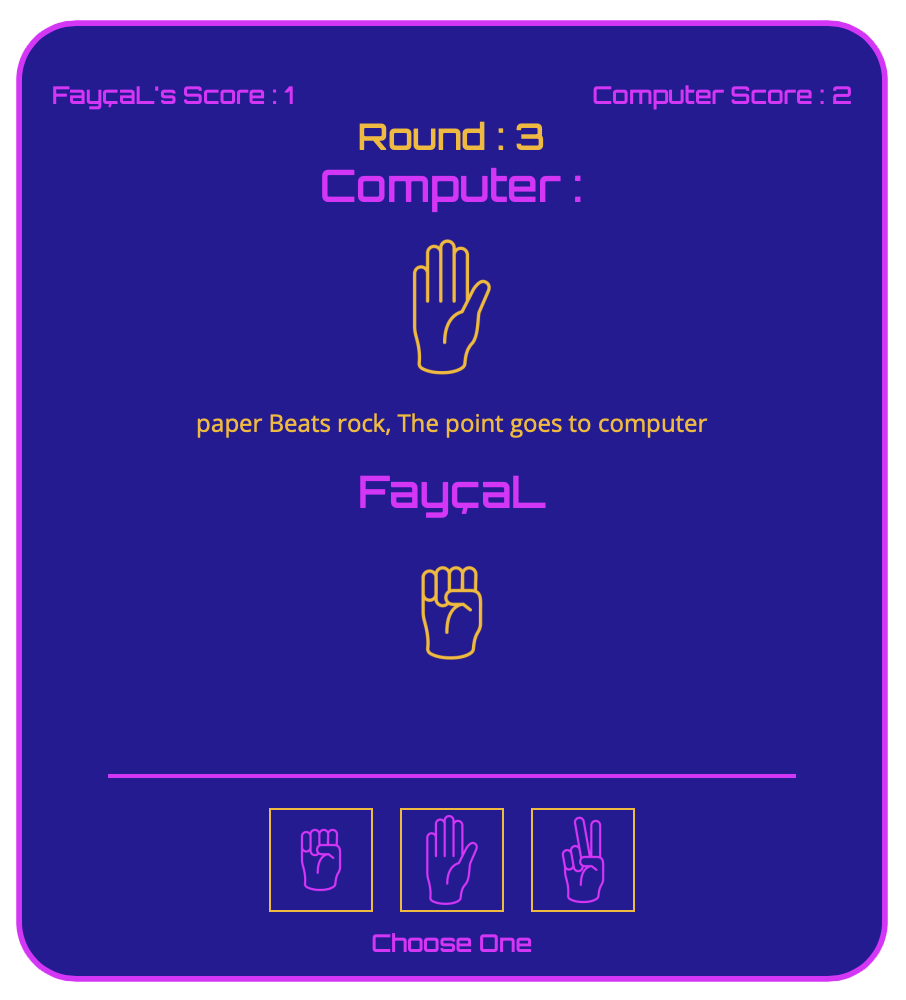 FayçaL's Score : 1
Computer Score : 2
Round : 3
Computer :
paper Beats rock, The point goes to computer
FayçaL
Choose One